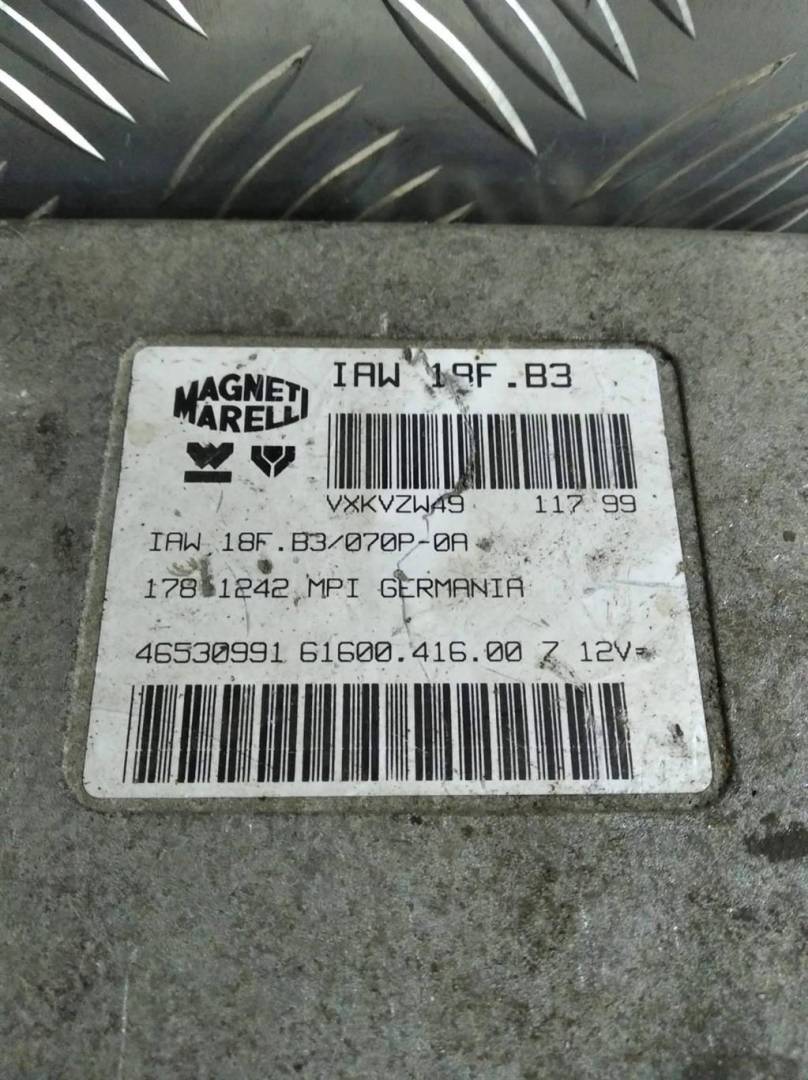 MAGNETI
MARELLI
IAW 18F.B3
VXKVZW49 117 99
IAW 18F.B3/070P-0A
178 1242 MPI GERMANIA
46530991 61600.416.00 7 12V=